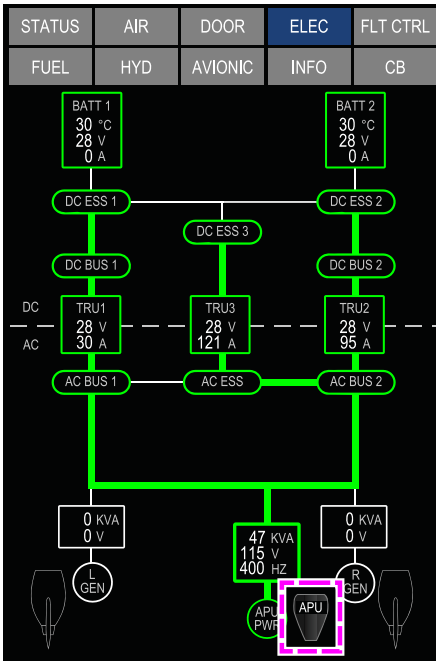 STATUS AIR DOOR ELEC FLT CTRL
FUEL HYD AVIONIC INFO CB
BATT 1 BATT 2
30 °C 30 °C
28 V 28 V
0 A 0 A
DC ESS 1 DC ESS 2
DC ESS 3
DC BUS 1 DC BUS 2
DC TRU1 TRU3 TRU2
28 V 28 V 28 V
AC 30 A 121 A 95 A
AC BUS 1 AC ESS AC BUS 2
0 KVA 0 KVA
0 V 0 V
47 KVA
115 V
400 HZ
L GEN R GEN
APU PWR APU